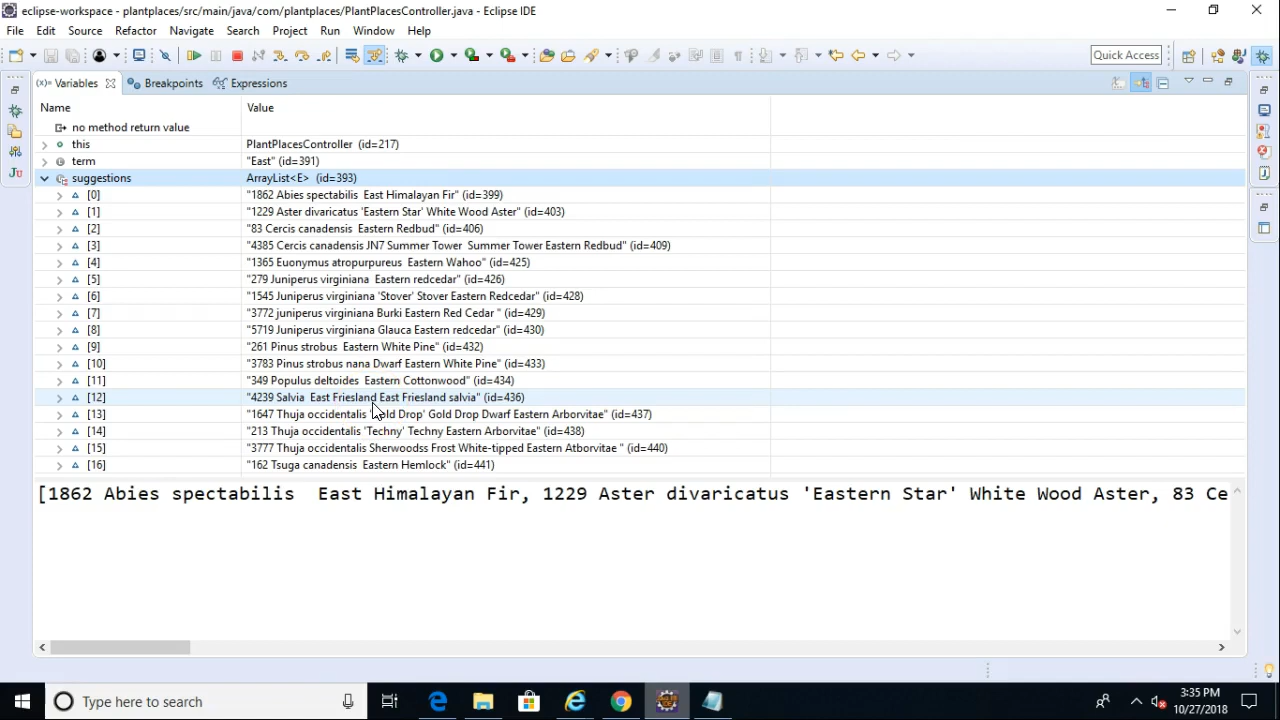 eclipse-workspace - plantplaces/src/main/java/com/plantplaces/PlantPlacesController.java - Eclipse IDE
File Edit Source Refactor Navigate Search Project Run Window Help
Quick Access
(x)= Variables Breakpoints Expressions
Name Value
no method return value
this PlantPlacesController (id=217)
term "East" (id=391)
suggestions ArrayList<E> (id=393)
[0] "1862 Abies spectabilis  East Himalayan Fir" (id=399)
[1] "1229 Aster divaricatus 'Eastern Star' White Wood Aster" (id=403)
[2] "83 Cercis canadensis  Eastern Redbud" (id=406)
[3] "4385 Cercis canadensis JN7 Summer Tower  Summer Tower Eastern Redbud" (id=409)
[4] "1365 Euonymus atropurpureus  Eastern Wahoo" (id=425)
[5] "279 Juniperus virginiana  Eastern redcedar" (id=426)
[6] "1545 Juniperus virginiana 'Stover' Stover Eastern Redcedar" (id=428)
[7] "3772 juniperus virginiana Burki Eastern Red Cedar " (id=429)
[8] "5719 Juniperus virginiana Glauca Eastern redcedar" (id=430)
[9] "261 Pinus strobus  Eastern White Pine" (id=432)
[10] "3783 Pinus strobus nana Dwarf Eastern White Pine" (id=433)
[11] "349 Populus deltoides  Eastern Cottonwood" (id=434)
[12] "4239 Salvia  East Friesland East Friesland salvia" (id=436)
[13] "1647 Thuja occidentalis 'Gold Drop' Gold Drop Dwarf Eastern Arborvitae" (id=437)
[14] "213 Thuja occidentalis 'Techny' Techny Eastern Arborvitae" (id=438)
[15] "3777 Thuja occidentalis Sherwoodss Frost White-tipped Eastern Atborvitae " (id=440)
[16] "162 Tsuga canadensis  Eastern Hemlock" (id=441)
[1862 Abies spectabilis  East Himalayan Fir, 1229 Aster divaricatus 'Eastern Star' White Wood Aster, 83 Ce
Type here to search
3:35 PM
10/27/2018